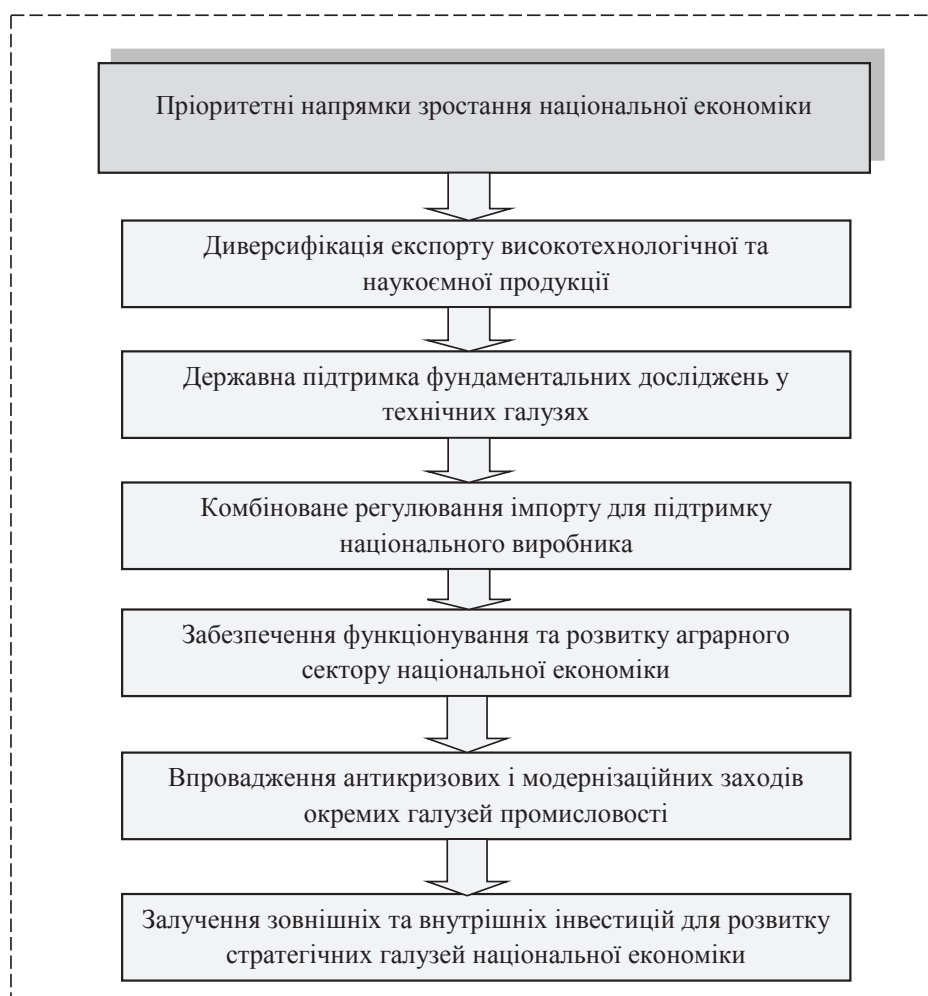 Пріоритетні напрямки зростання національної економіки
Диверсифікація експорту високотехнологічної та
наукоємної продукції
Державна підтримка фундаментальних досліджень у
технічних галузях
Комбіноване регулювання імпорту для підтримку
національного виробника
Забезпечення функціонування та розвитку аграрного
сектору національної економіки
Впровадження антикризових і модернізаційних заходів
окремих галузей промисловості
Залучення зовнішніх та внутрішніх інвестицій для розвитку
стратегічних галузей національної економіки